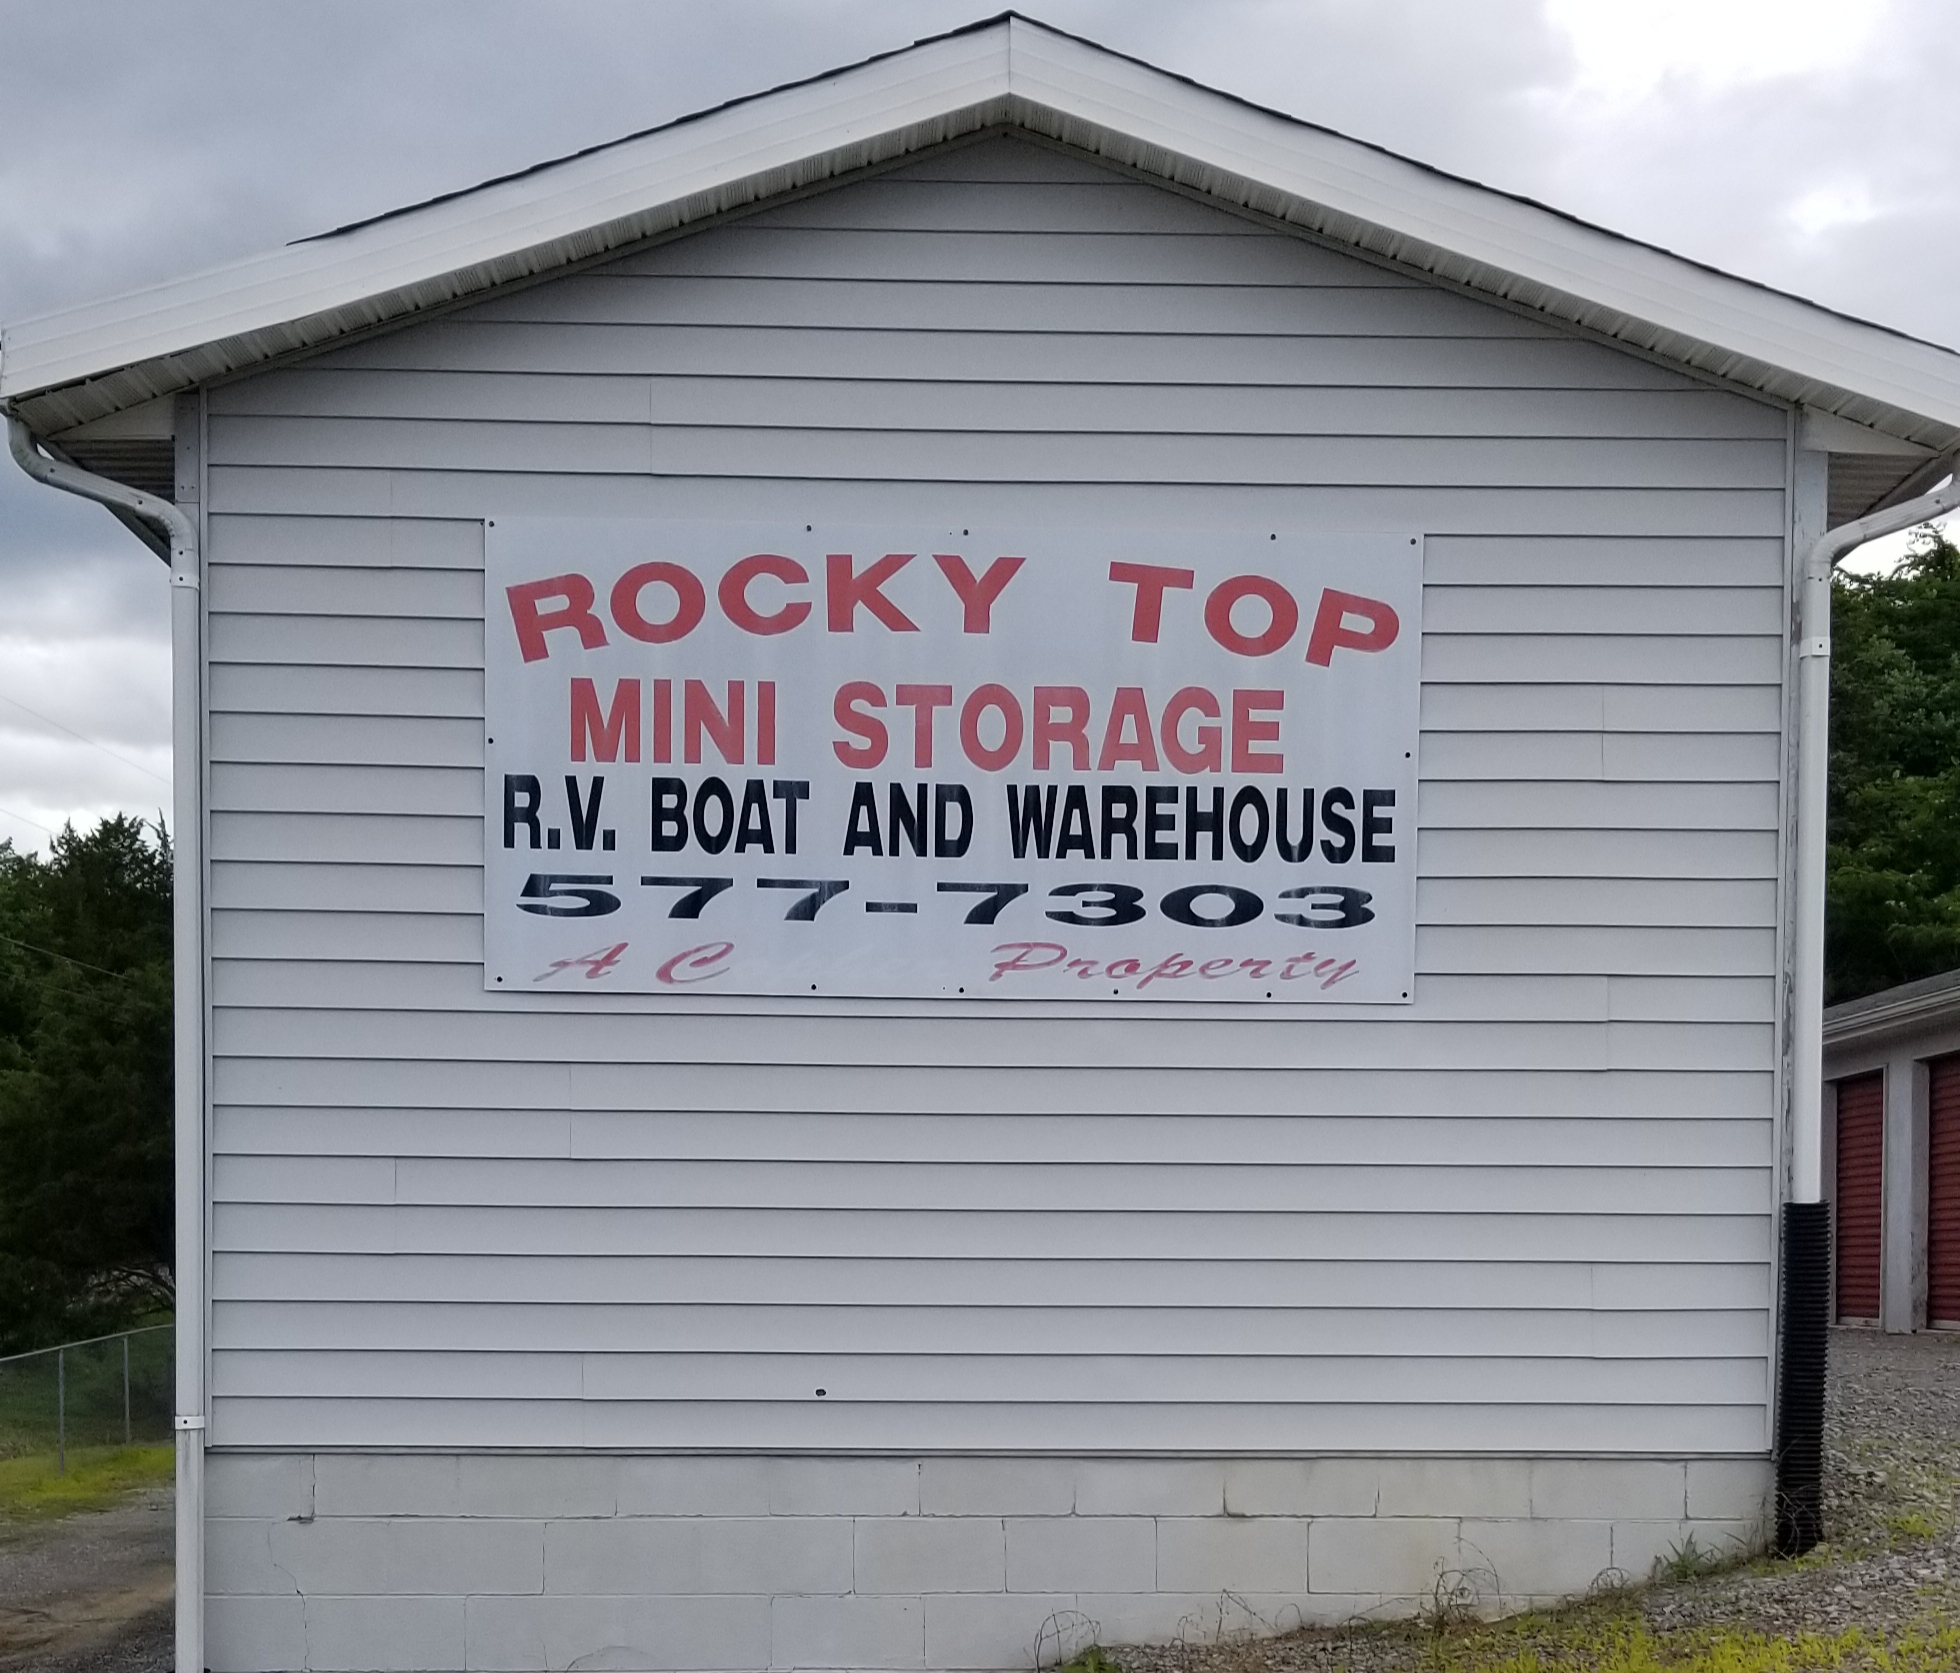 ROCKY TOP
MINI STORAGE
R.V. BOAT AND WAREHOUSE
577-7303
A Property